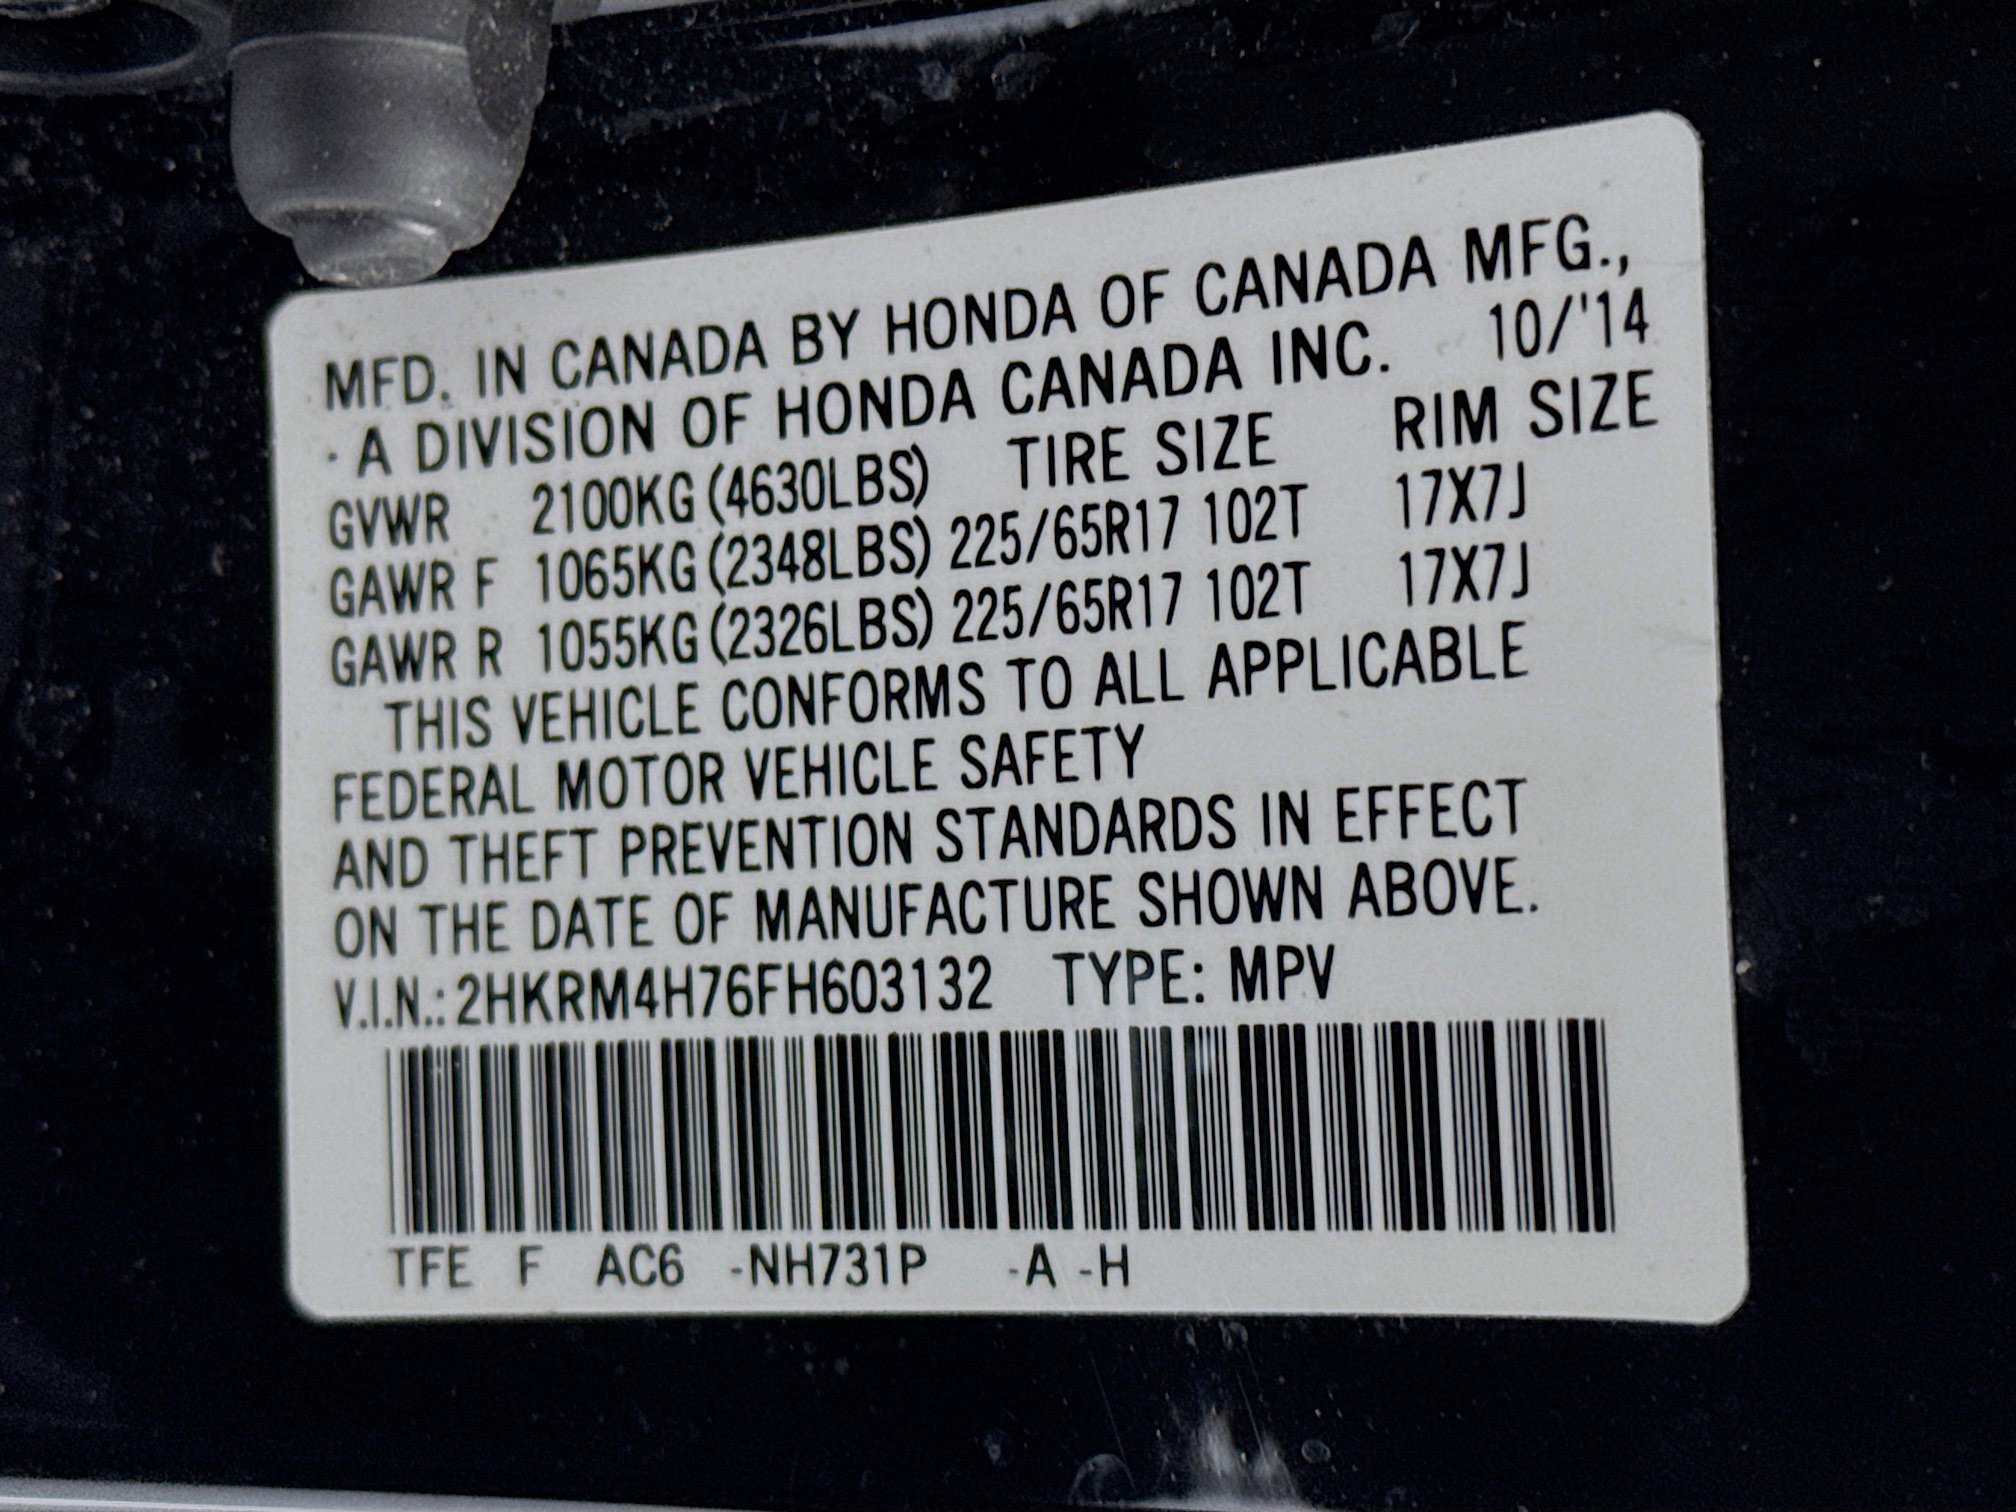 MFD. IN CANADA BY HONDA OF CANADA MFG.,
· A DIVISION OF HONDA CANADA INC. 10/'14
GVWR 2100KG (4630LBS) TIRE SIZE RIM SIZE
GAWR F 1065KG (2348LBS) 225/65R17 102T 17X7J
GAWR R 1055KG (2326LBS) 225/65R17 102T 17X7J
THIS VEHICLE CONFORMS TO ALL APPLICABLE
FEDERAL MOTOR VEHICLE SAFETY
AND THEFT PREVENTION STANDARDS IN EFFECT
ON THE DATE OF MANUFACTURE SHOWN ABOVE.
V.I.N.: 2HKRM4H76FH603132 TYPE: MPV
TFE F AC6 -NH731P -A -H